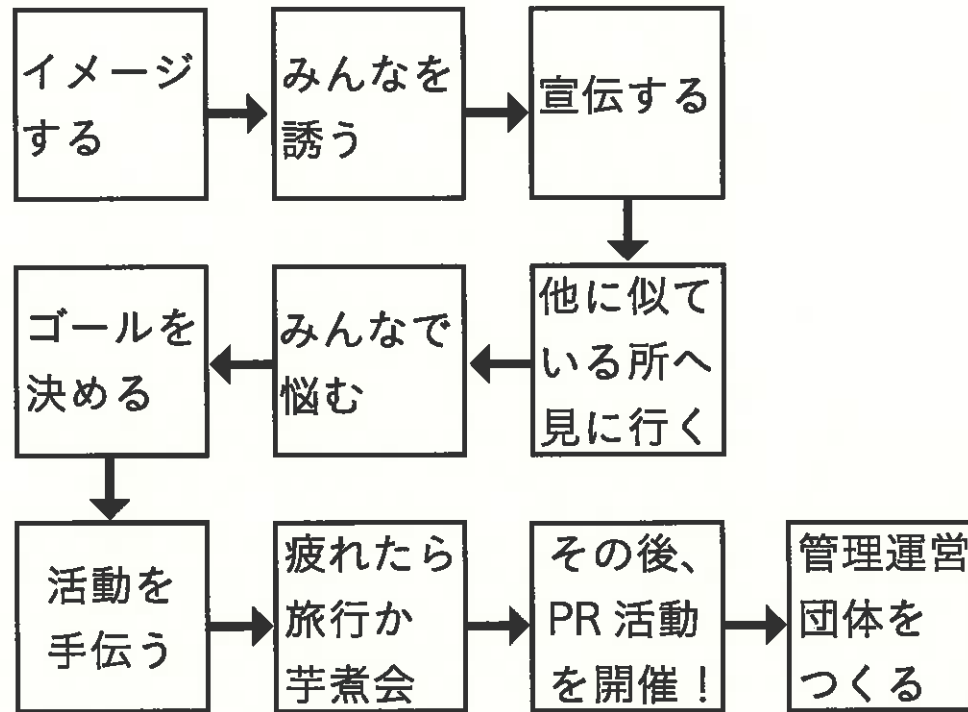 イメージ
する
みんなを
誘う
宣伝する
他に似て
いる所へ
見に行く
みんなで
悩む
ゴールを
決める
活動を
手伝う
疲れたら
旅行か
芋煮会
その後、
PR 活動
を開催！
管理運営
団体を
つくる